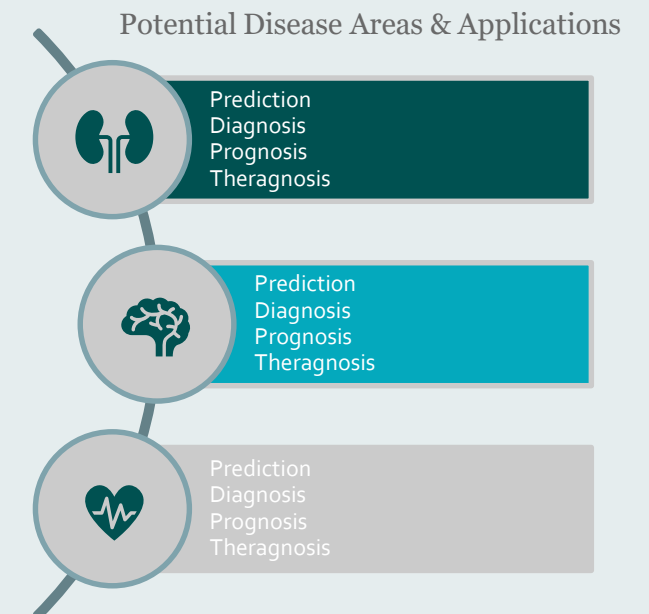 Potential Disease Areas & Applications
Prediction
Diagnosis
Prognosis
Theragnosis
Prediction
Diagnosis
Prognosis
Theragnosis
Prediction
Diagnosis
Prognosis
Theragnosis